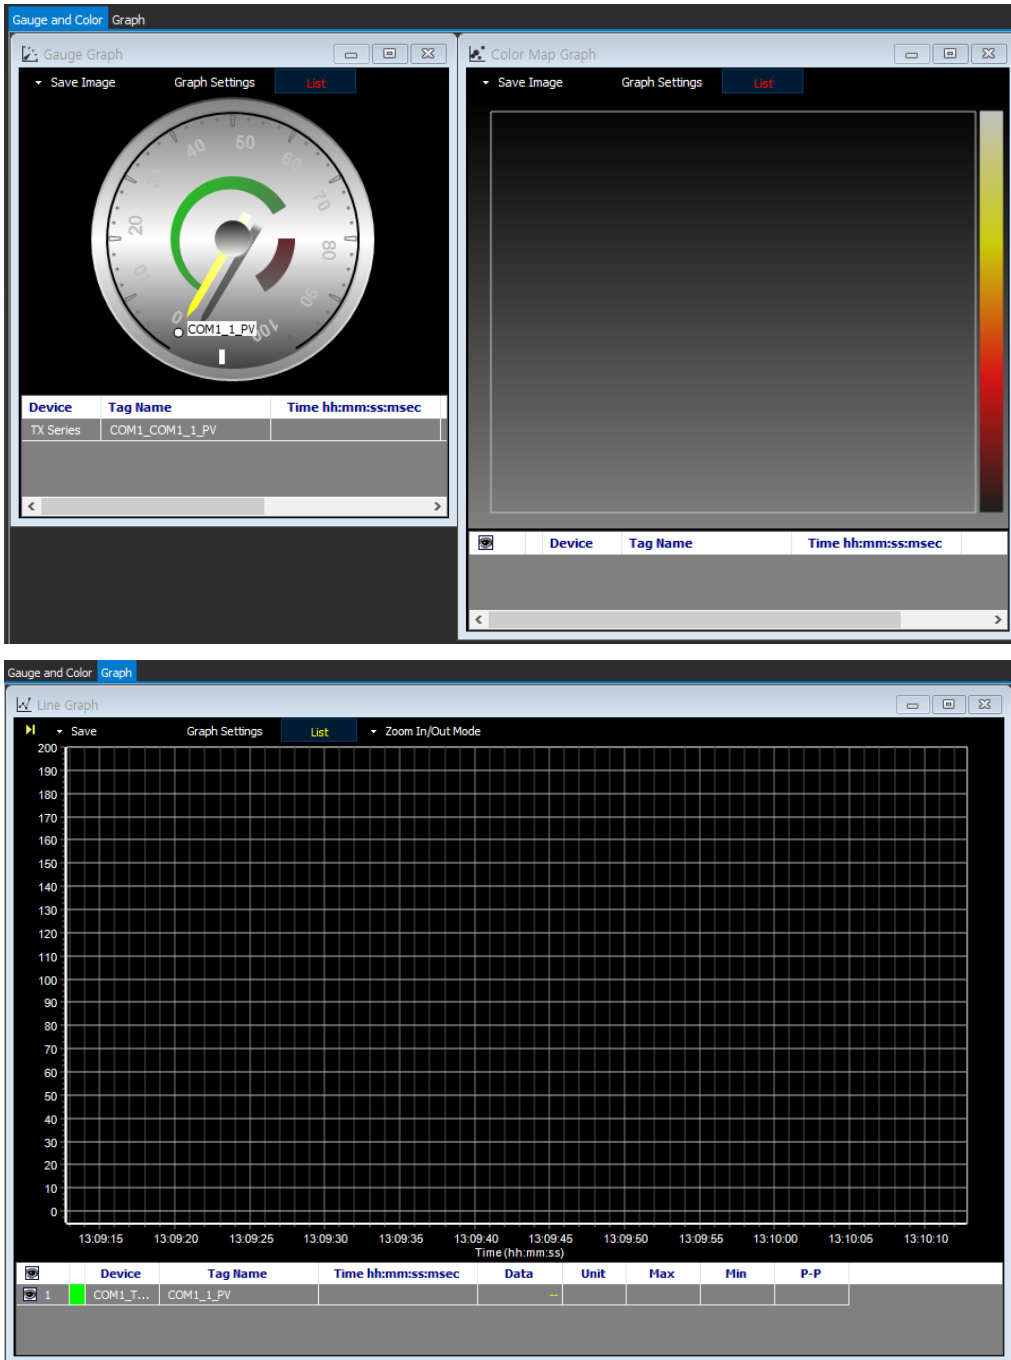 Gauge and Color Graph
Gauge Graph
Save Image Graph Settings List
0
10
20
30
40
50
60
70
80
90
100
COM1_1_PV
Device Tag Name Time hh:mm:ss:msec
TX Series COM1_COM1_1_PV
Color Map Graph
Save Image Graph Settings List
Device Tag Name Time hh:mm:ss:msec
Gauge and Color Graph
Line Graph
Save Graph Settings List Zoom In/Out Mode
200
190
180
170
160
150
140
130
120
110
100
90
80
70
60
50
40
30
20
10
0
13:09:15 13:09:20 13:09:25 13:09:30 13:09:35 13:09:40 13:09:45 13:09:50 13:09:55 13:10:00 13:10:05 13:10:10
Time(hh:mm:ss)
Device Tag Name Time hh:mm:ss:msec Data Unit Max Min P-P
1 COM1_T... COM1_1_PV --